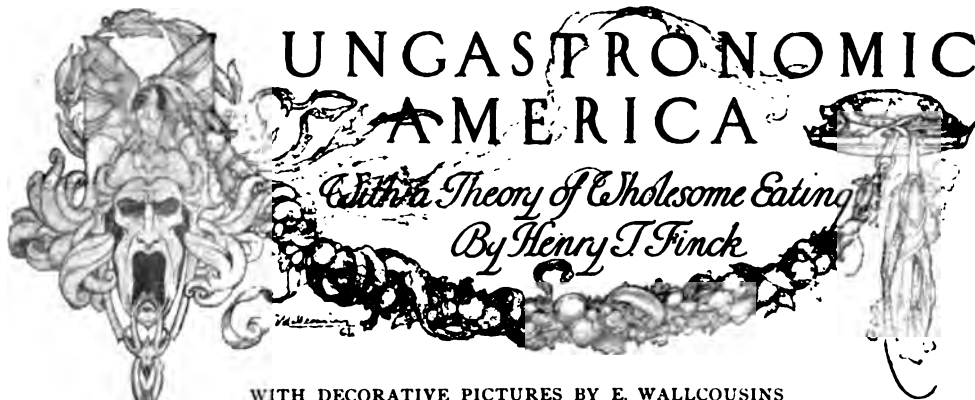 UNGASTRONOMIC
AMERICA
With a Theory of Wholesome Eating
By Henry T. Finck
WITH DECORATIVE PICTURES BY E. WALLCOUSINS